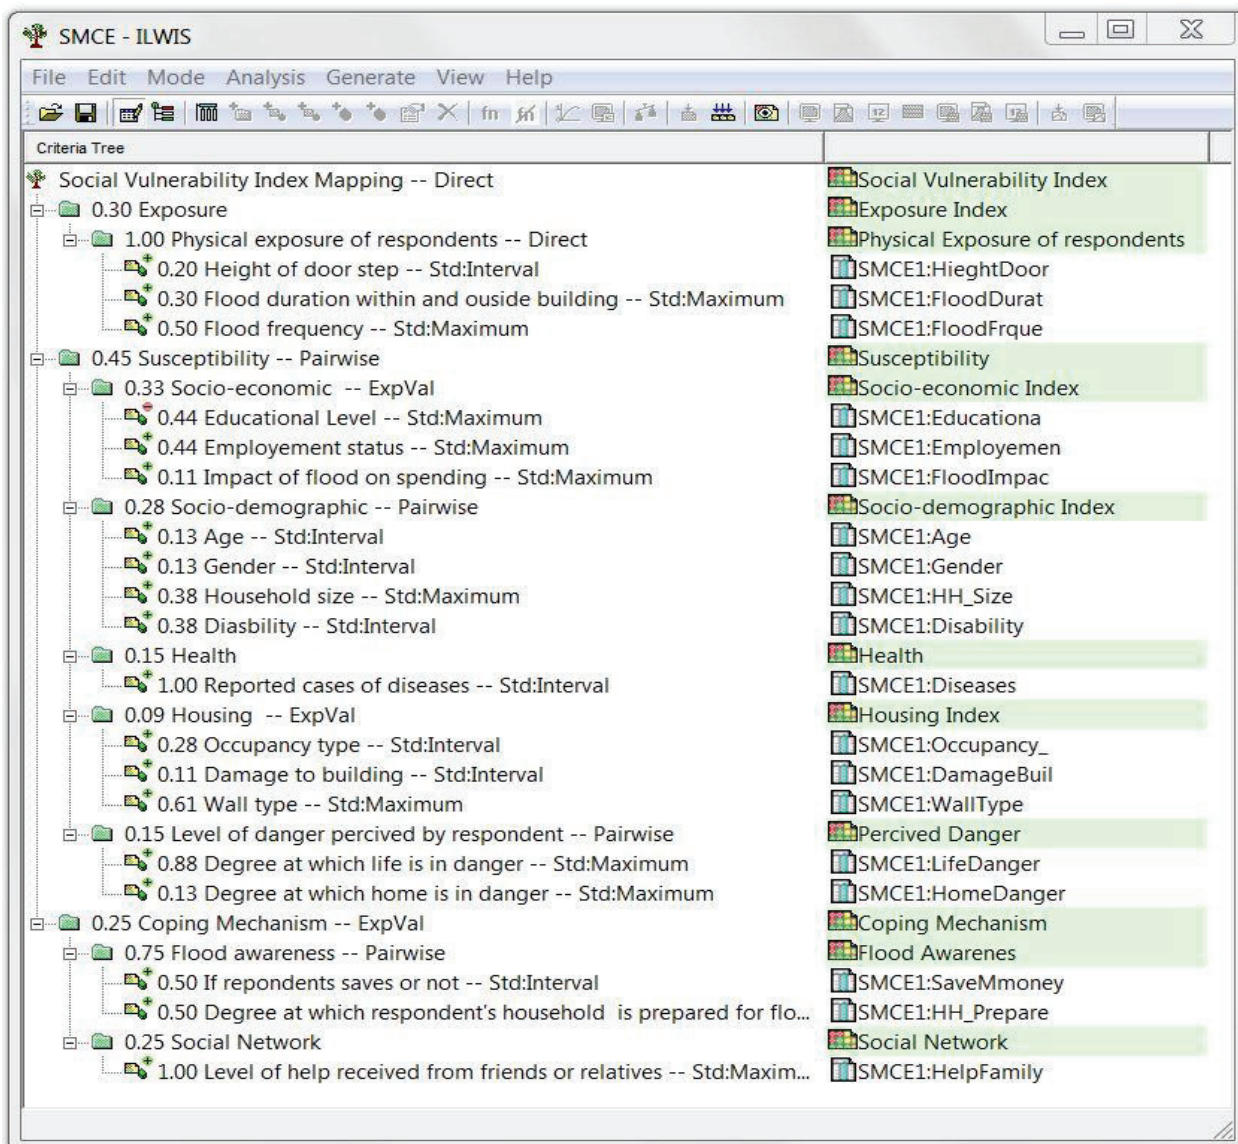 SMCE - ILWIS
File Edit Mode Analysis Generate View Help
Criteria Tree
Social Vulnerability Index Mapping -- Direct Social Vulnerability Index
0.30 Exposure Exposure Index
1.00 Physical exposure of respondents -- Direct Physical Exposure of respondents
0.20 Height of door step -- Std:Interval SMCE1:HieghtDoor
0.30 Flood duration within and ouside building -- Std:Maximum SMCE1:FloodDurat
0.50 Flood frequency -- Std:Maximum SMCE1:FloodFrque
0.45 Susceptibility -- Pairwise Susceptibility
0.33 Socio-economic -- ExpVal Socio-economic Index
0.44 Educational Level -- Std:Maximum SMCE1:Educationa
0.44 Employement status -- Std:Maximum SMCE1:Employemen
0.11 Impact of flood on spending -- Std:Maximum SMCE1:FloodImpac
0.28 Socio-demographic -- Pairwise Socio-demographic Index
0.13 Age -- Std:Interval SMCE1:Age
0.13 Gender -- Std:Interval SMCE1:Gender
0.38 Household size -- Std:Maximum SMCE1:HH_Size
0.38 Diasbility -- Std:Interval SMCE1:Disability
0.15 Health Health
1.00 Reported cases of diseases -- Std:Interval SMCE1:Diseases
0.09 Housing -- ExpVal Housing Index
0.28 Occupancy type -- Std:Interval SMCE1:Occupancy_
0.11 Damage to building -- Std:Interval SMCE1:DamageBuil
0.61 Wall type -- Std:Maximum SMCE1:WallType
0.15 Level of danger percived by respondent -- Pairwise Percived Danger
0.88 Degree at which life is in danger -- Std:Maximum SMCE1:LifeDanger
0.13 Degree at which home is in danger -- Std:Maximum SMCE1:HomeDanger
0.25 Coping Mechanism -- ExpVal Coping Mechanism
0.75 Flood awareness -- Pairwise Flood Awarenes
0.50 If repondents saves or not -- Std:Interval SMCE1:SaveMmoney
0.50 Degree at which respondent's household is prepared for flo... SMCE1:HH_Prepare
0.25 Social Network Social Network
1.00 Level of help received from friends or relatives -- Std:Maxim... SMCE1:HelpFamily